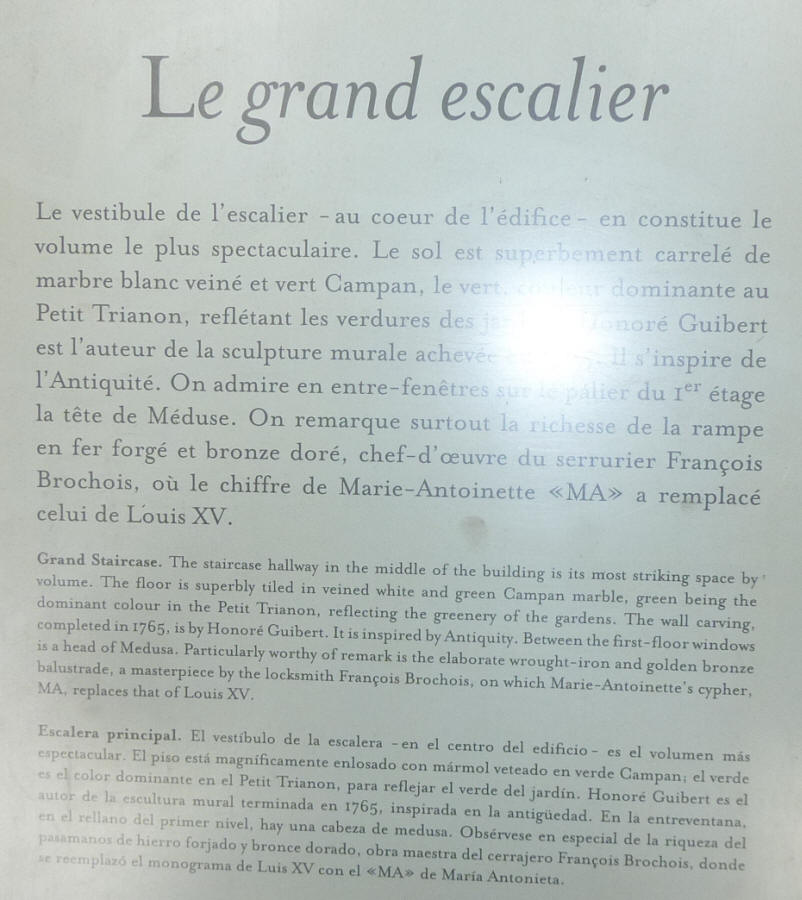 Le grand escalier
Le vestibule de l'escalier - au coeur de l'édifice - en constitue le
volume le plus spectaculaire. Le sol est superbement carrelé de
marbre blanc veiné et vert Campan, le vert, couleur dominante au
Petit Trianon, reflétant les verdures des Honoré Guibert
est l'auteur de la sculpture murale achevée Il s'inspire de
l'Antiquité. On admire en entre-fenêtres sur le palier du 1er étage
la tête de Méduse. On remarque surtout la richesse de la rampe
en fer forgé et bronze doré, chef-d'œuvre du serrurier François
Brochois, où le chiffre de Marie-Antoinette «MA» a remplacé
celui de Louis XV.
Grand Staircase. The staircase hallway in the middle of the building is its most striking space by
volume. The floor is superbly tiled in veined white and green Campan marble, green being the
dominant colour in the Petit Trianon, reflecting the greenery of the gardens. The wall carving,
completed in 1765, is by Honoré Guibert. It is inspired by Antiquity. Between the first-floor windows
is a head of Medusa. Particularly worthy of remark is the elaborate wrought-iron and golden bronze
balustrade, a masterpiece by the locksmith François Brochois, on which Marie-Antoinette's cypher,
MA, replaces that of Louis XV.
Escalera principal. El vestíbulo de la escalera - en el centro del edificio - es el volumen más
espectacular. El piso está magníficamente enlosado con mármol veteado en verde Campan; el verde
es el color dominante en el Petit Trianon, para reflejar el verde del jardín. Honoré Guibert es el
autor de la escultura mural terminada en 1765, inspirada en la antigüedad. En la entreventana,
en el rellano del primer nivel, hay una cabeza de medusa. Obsérvese en especial de la riqueza del
pasamanos de hierro forjado y bronce dorado, obra maestra del cerrajero François Brochois, donde
se reemplazó el monograma de Luis XV con el «MA» de María Antonieta.